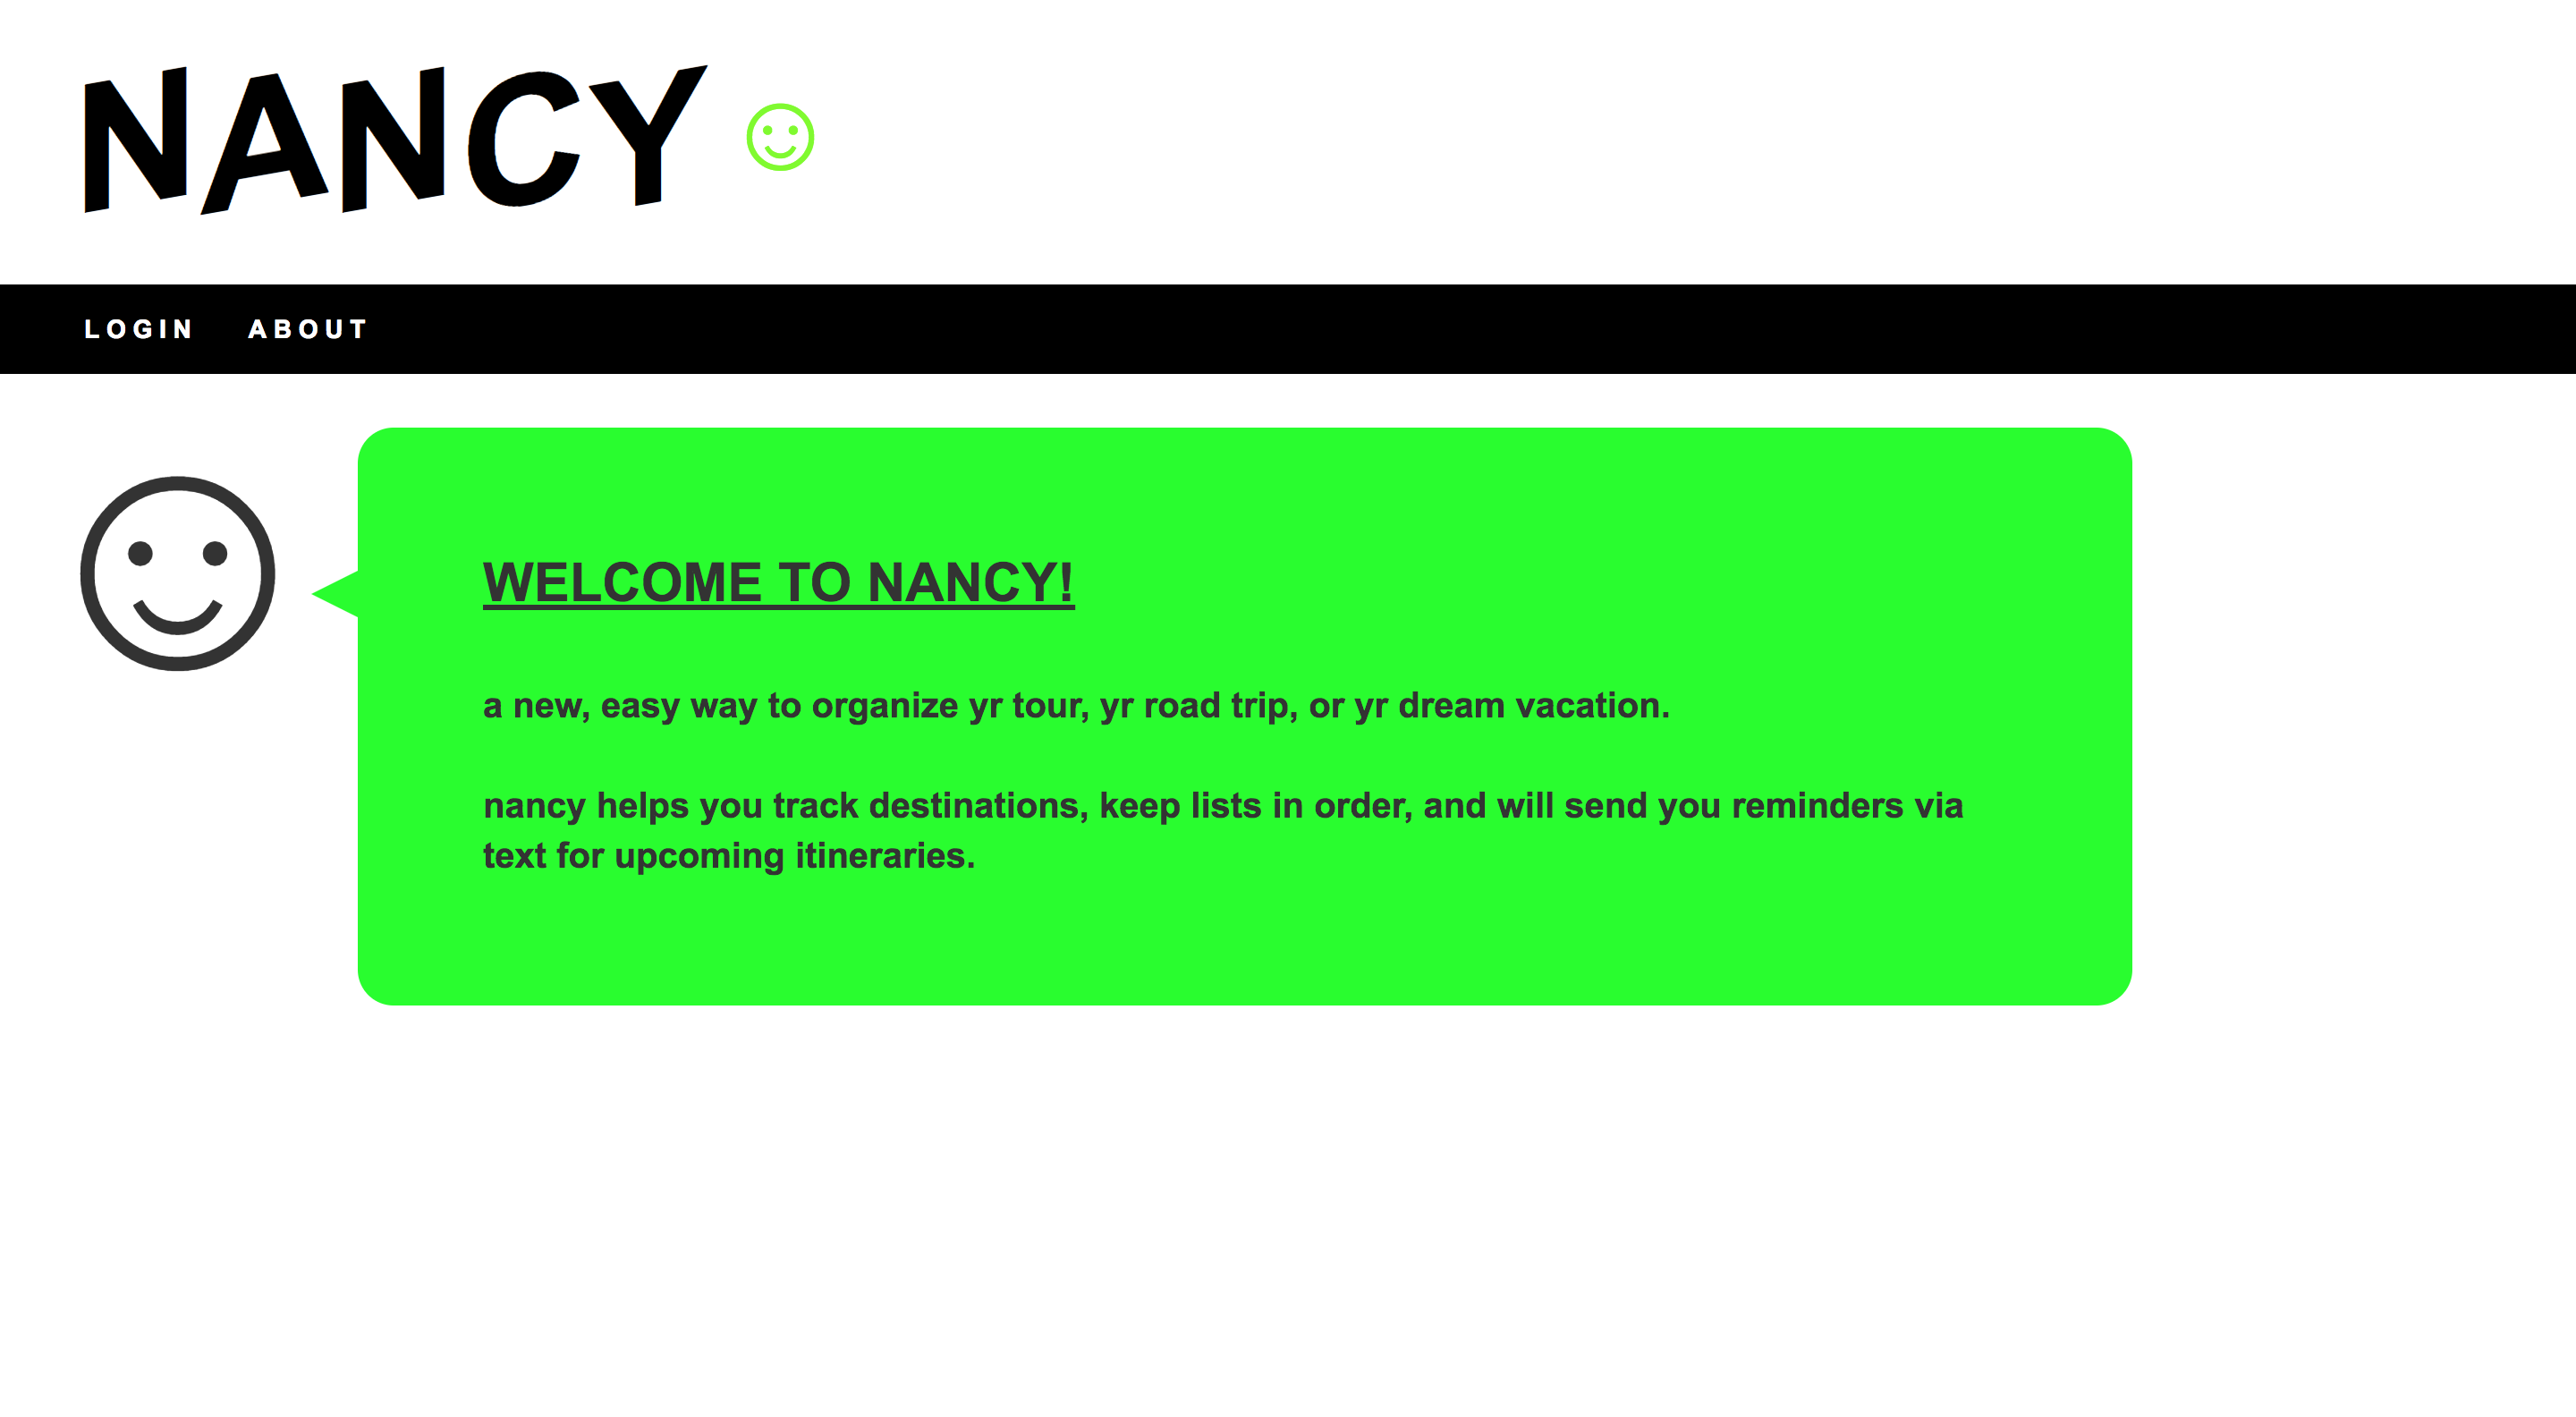 NANCY
LOGIN ABOUT
WELCOME TO NANCY!
a new, easy way to organize yr tour, yr road trip, or yr dream vacation.
nancy helps you track destinations, keep lists in order, and will send you reminders via
text for upcoming itineraries.